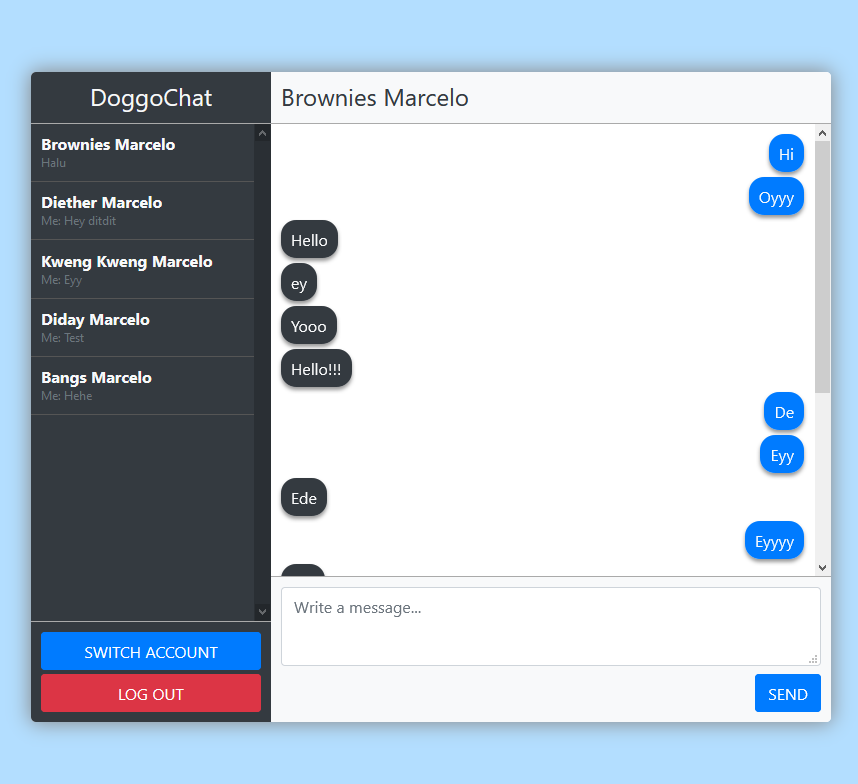 DoggoChat
Brownies Marcelo
Halu
Diether Marcelo
Me: Hey ditdit
Kweng Kweng Marcelo
Me: Eyy
Diday Marcelo
Me: Test
Bangs Marcelo
Me: Hehe
SWITCH ACCOUNT
LOG OUT
Brownies Marcelo
Hi
Oyyy
Hello
ey
Yooo
Hello!!!
De
Eyy
Ede
Eyyyy
Write a message...
SEND